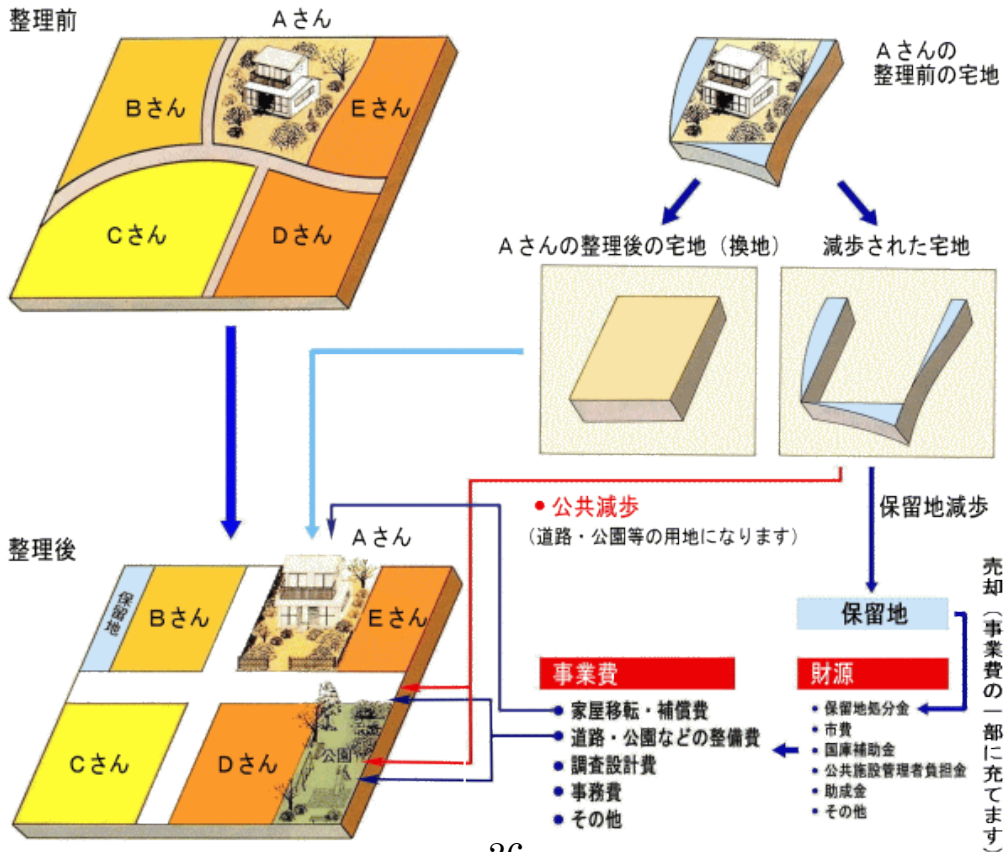 整理前
Aさん
Bさん
Eさん
Cさん
Dさん
Aさんの
整理前の宅地
Aさんの整理後の宅地（換地）
減歩された宅地
● 公共減歩
（道路・公園等の用地になります）
保留地減歩
整理後
Aさん
保留地
Bさん
Eさん
Cさん
Dさん
公園
保留地
売却（事業費の一部に充てます）
事業費
● 家屋移転・補償費
● 道路・公園などの整備費
● 調査設計費
● 事務費
● その他
財源
• 保留地処分金
• 市費
• 国庫補助金
• 公共施設管理者負担金
• 助成金
• その他